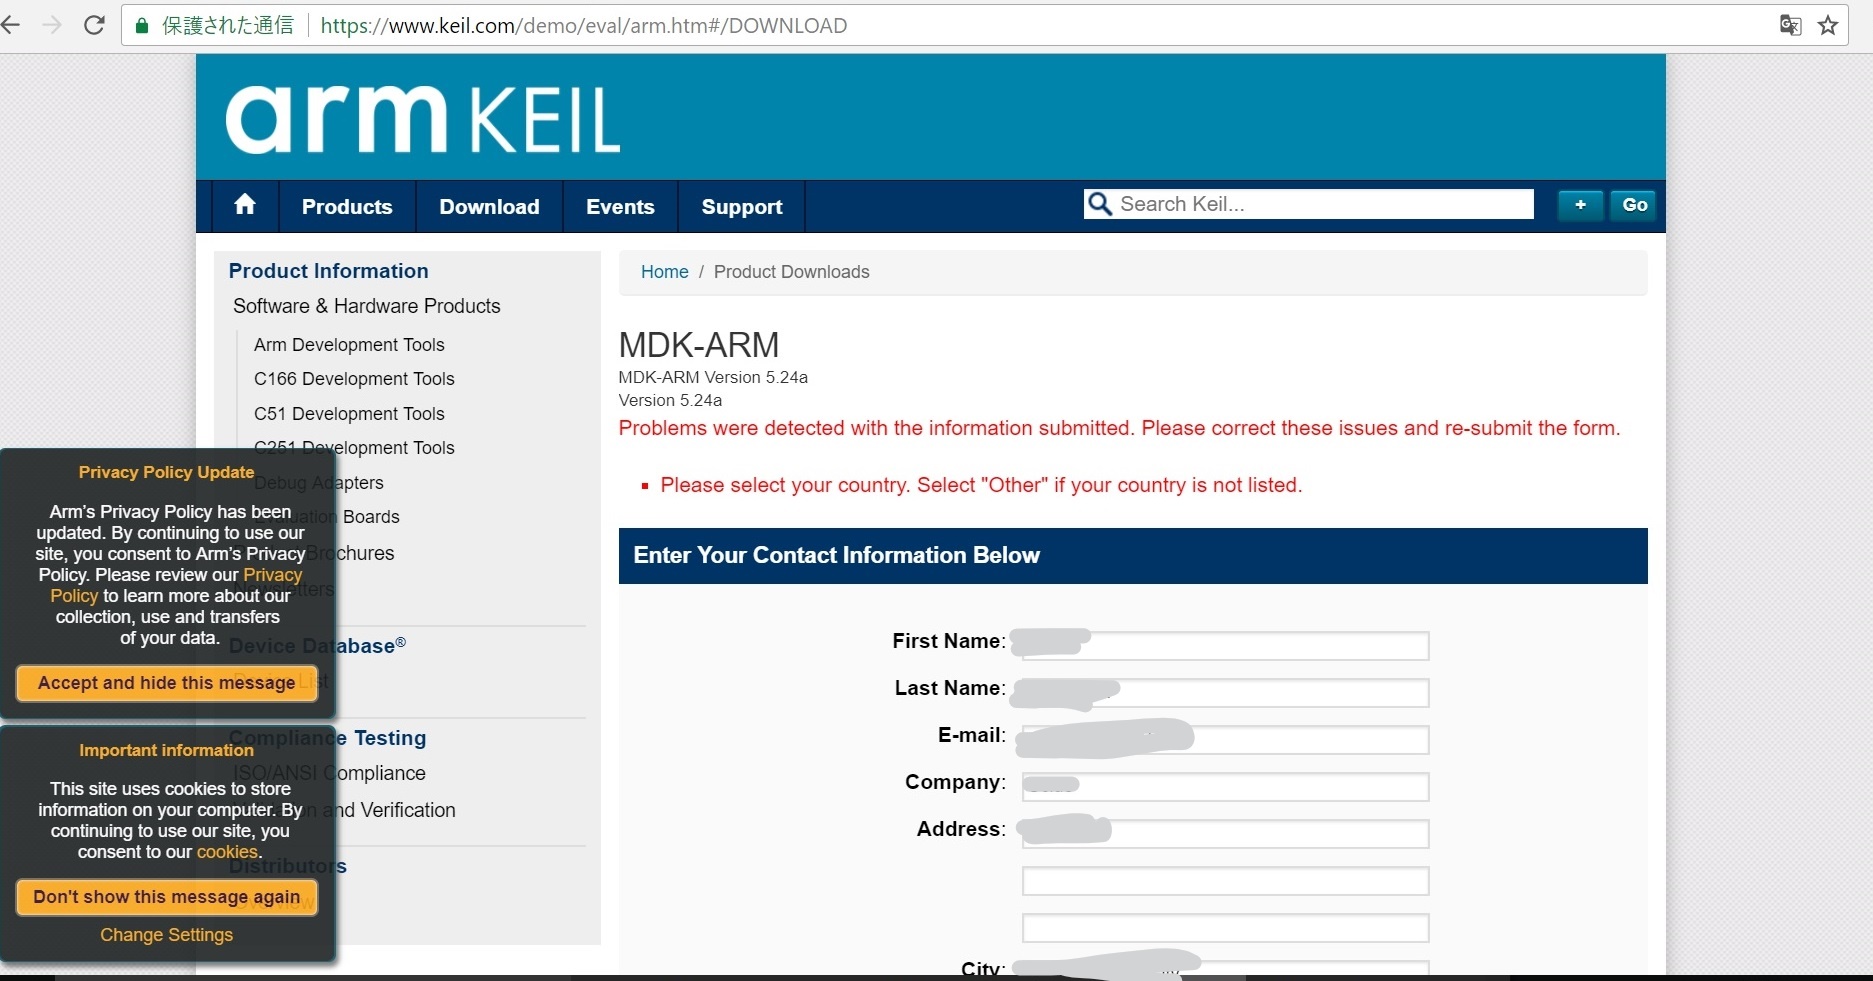 保護された通信
https://www.keil.com/demo/eval/arm.htm#/DOWNLOAD
arm KEIL
Products
Download
Events
Support
Search Keil...
+
Go
Product Information
Software & Hardware Products
Arm Development Tools
C166 Development Tools
C51 Development Tools
C251 Development Tools
Debug Adapters
Evaluation Boards
Brochures
Newsletters
Device Database®
List
Compliance Testing
ISO/ANSI Compliance
and Verification
Distributors
Overview
Privacy Policy Update
Arm's Privacy Policy has been
updated. By continuing to use our
site, you consent to Arm's Privacy
Policy. Please review our Privacy
Policy to learn more about our
collection, use and transfers
of your data.
Accept and hide this message
Important information
This site uses cookies to store
information on your computer. By
continuing to use our site, you
consent to our cookies.
Don't show this message again
Change Settings
Home / Product Downloads
MDK-ARM
MDK-ARM Version 5.24a
Version 5.24a
Problems were detected with the information submitted. Please correct these issues and re-submit the form.
Please select your country. Select "Other" if your country is not listed.
Enter Your Contact Information Below
First Name:
Last Name:
E-mail:
Company:
Address:
City: